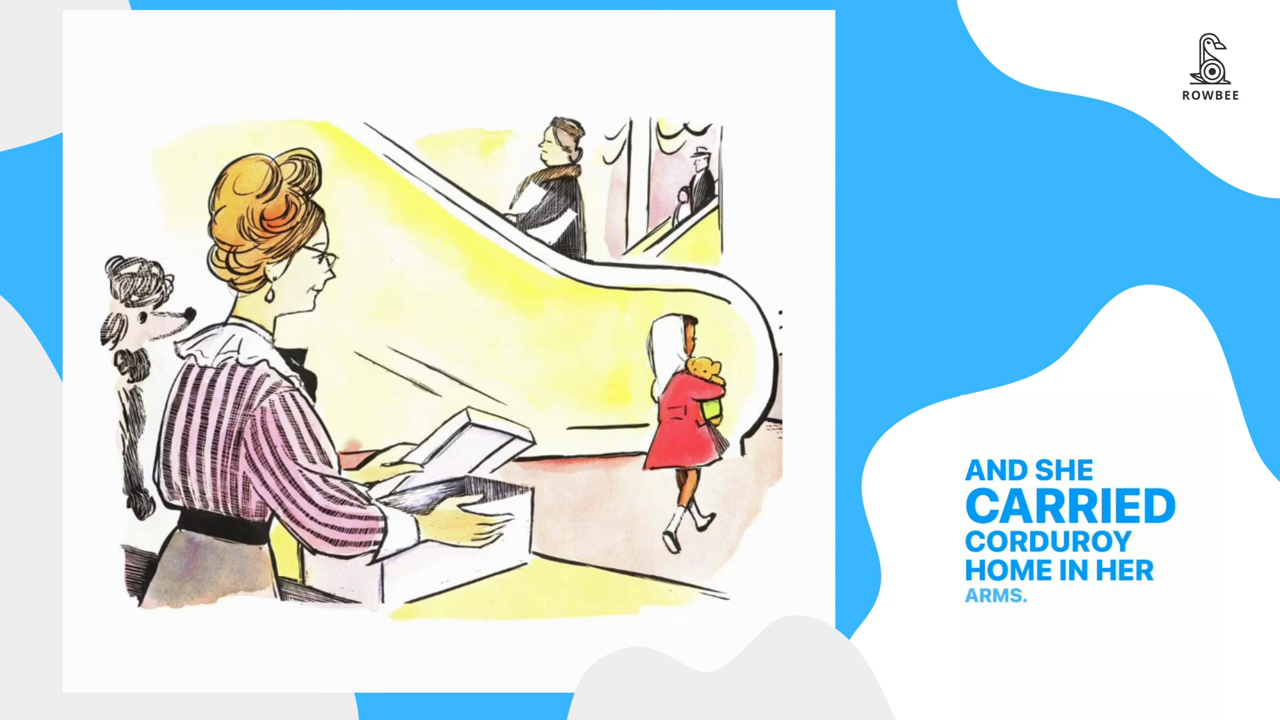 ROWBEE
AND SHE
CARRIED
CORDUROY
HOME IN HER
ARMS.